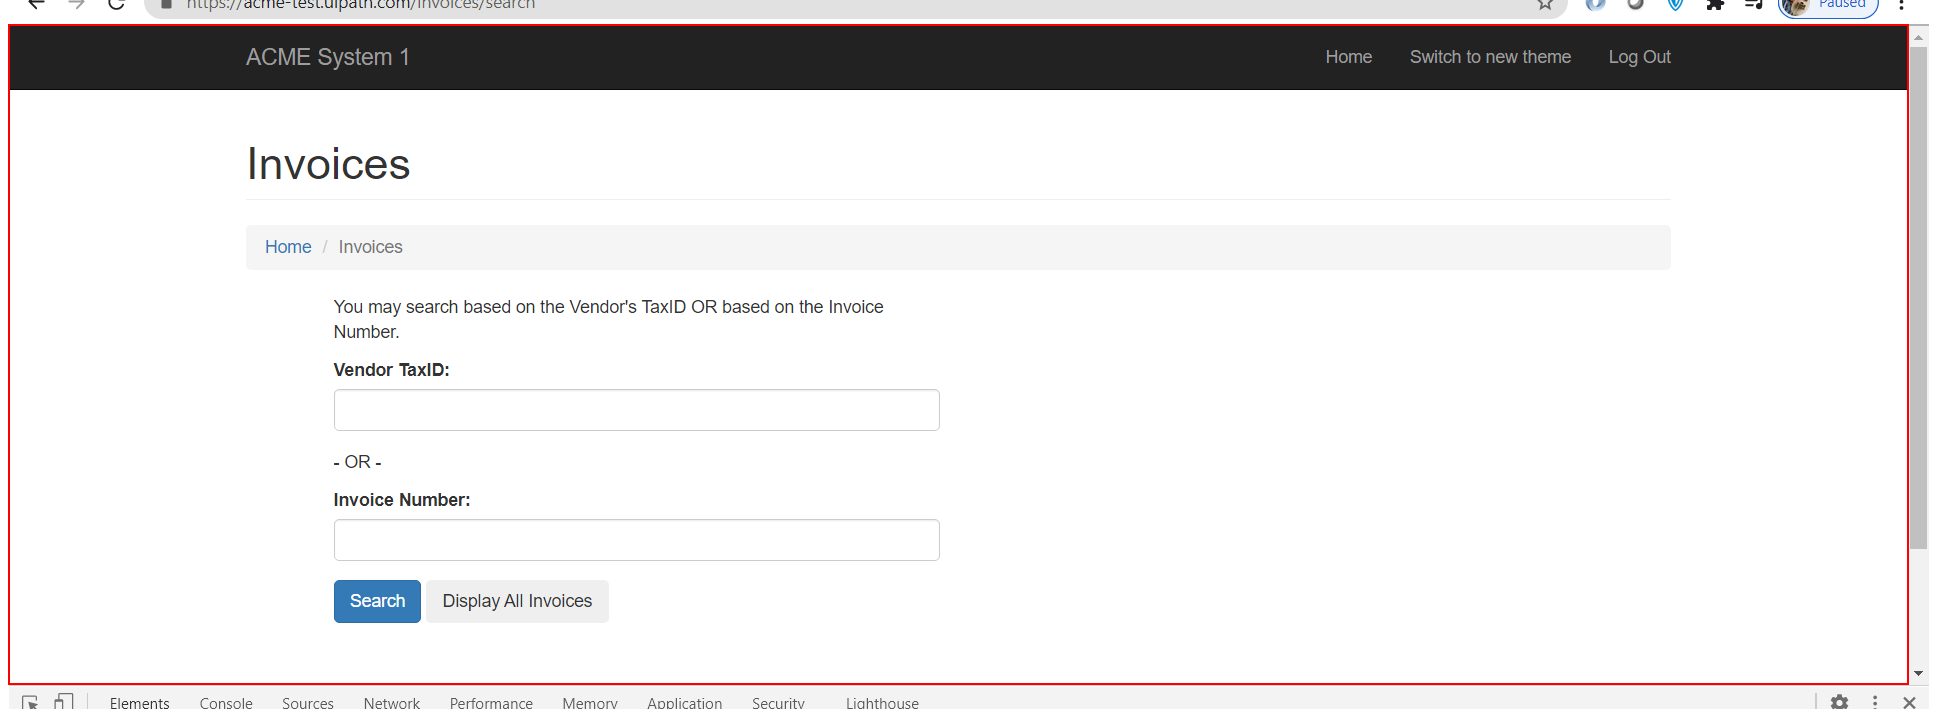 https://acme-test.uipath.com/invoices/search
Paused
ACME System 1
Home
Switch to new theme
Log Out
Invoices
Home / Invoices
You may search based on the Vendor's TaxID OR based on the Invoice
Number.
Vendor TaxID:
- OR -
Invoice Number:
Search
Display All Invoices
Elements
Console
Sources
Network
Performance
Memory
Application
Security
Lighthouse